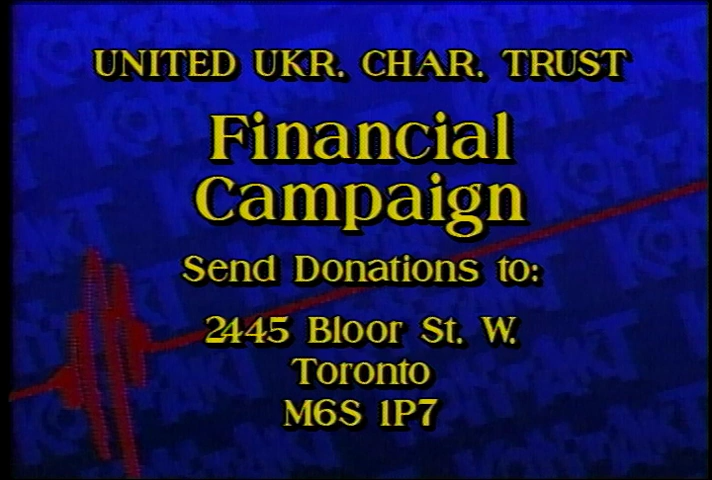 UNITED UKR. CHAR. TRUST
Financial
Campaign
Send Donations to:
2445 Bloor St. W.
Toronto
M6S 1P7